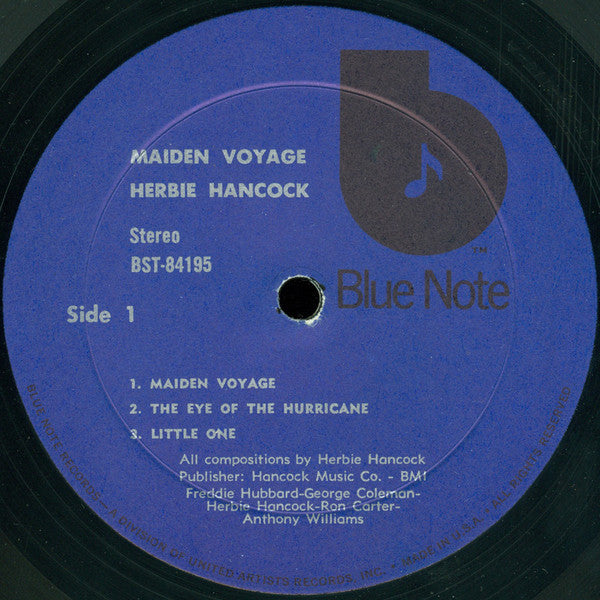 MAIDEN VOYAGE
HERBIE HANCOCK
Stereo
BST-84195
Side 1
b
TM
Blue Note
1. MAIDEN VOYAGE
2. THE EYE OF THE HURRICANE
3. LITTLE ONE
All compositions by Herbie Hancock
Publisher: Hancock Music Co. - BMI
Freddie Hubbard-George Coleman-
Herbie Hancock-Ron Carter-
Anthony Williams
BLUE NOTE RECORDS — A DIVISION OF UNITED ARTISTS RECORDS, INC. • MADE IN U.S.A. • ALL RIGHTS RESERVED